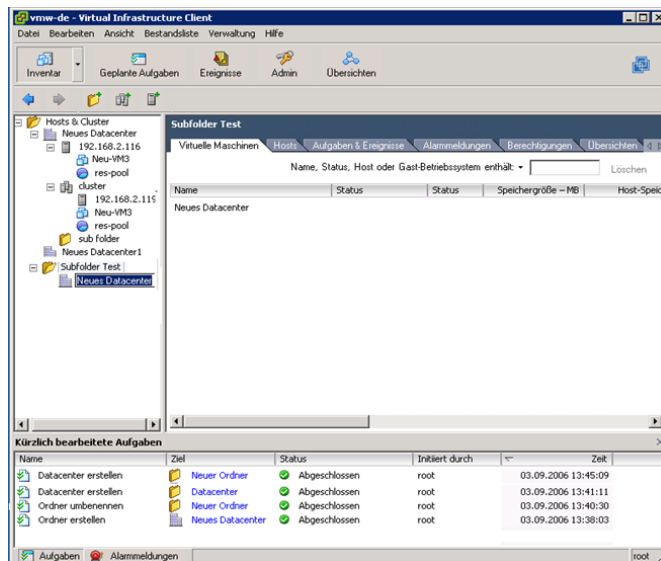 vmw-de - Virtual Infrastructure Client
Datei Bearbeiten Ansicht Bestandsliste Verwaltung Hilfe
Inventar Geplante Aufgaben Ereignisse Admin Übersichten
Hosts & Cluster
Neues Datacenter
192.168.2.116
Neu-VM3
res-pool
cluster
192.168.2.119
Neu-VM3
res-pool
sub folder
Neues Datacenter1
Subfolder Test
Neues Datacenter
Subfolder Test
Virtuelle Maschinen Hosts Aufgaben & Ereignisse Alarmmeldungen Berechtigungen Übersichten
Name, Status, Host oder Gast-Betriebssystem enthält: Löschen
Name Status Status Speichergröße – MB Host-Speic
Neues Datacenter
Kürzlich bearbeitete Aufgaben
Name Ziel Status Initiiert durch Zeit
Datacenter erstellen Neuer Ordner Abgeschlossen root 03.09.2006 13:45:09
Datacenter erstellen Datacenter Abgeschlossen root 03.09.2006 13:41:11
Ordner umbenennen Neuer Ordner Abgeschlossen root 03.09.2006 13:40:30
Ordner erstellen Neues Datacenter Abgeschlossen root 03.09.2006 13:38:03
Aufgaben Alarmmeldungen root